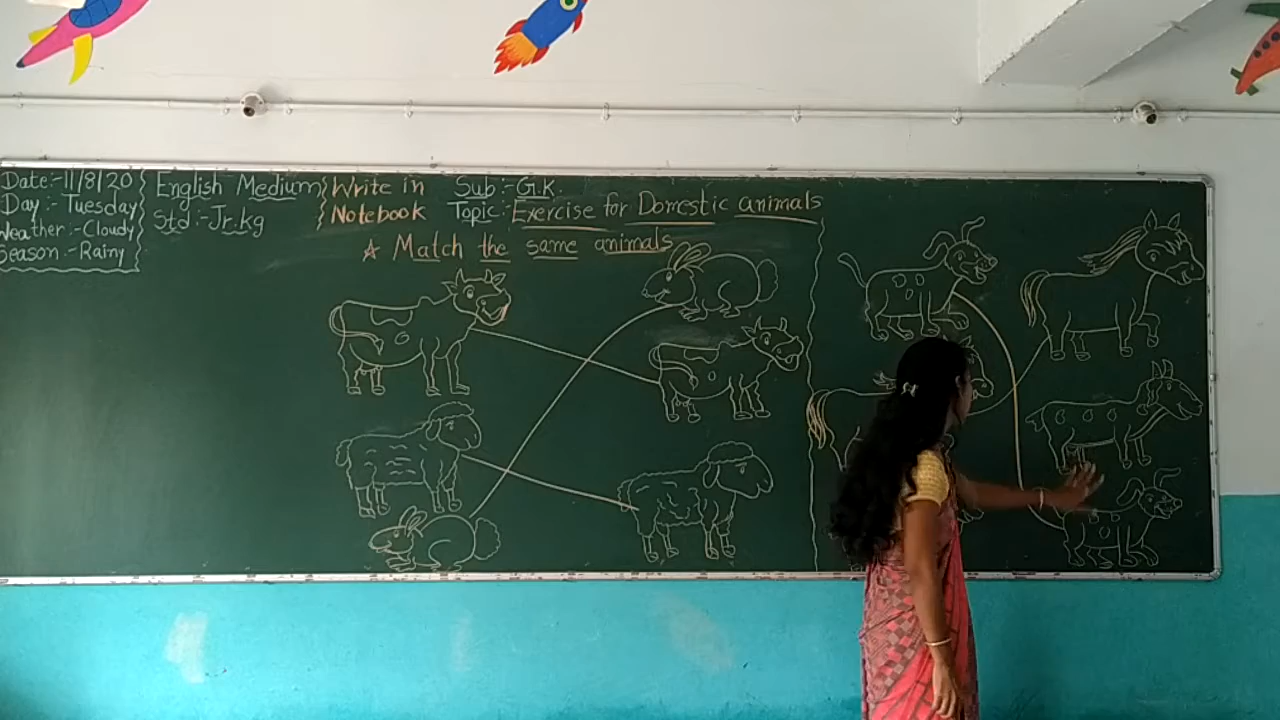 Date:-11/8/20
Day:- Tuesday
Weather:-Cloudy
Season:-Rainy
English Medium
Std:-Jr.kg
Write in
Notebook
Sub:-G.K.
Topic:Exercise for Domestic animals
☆ Match the same animals